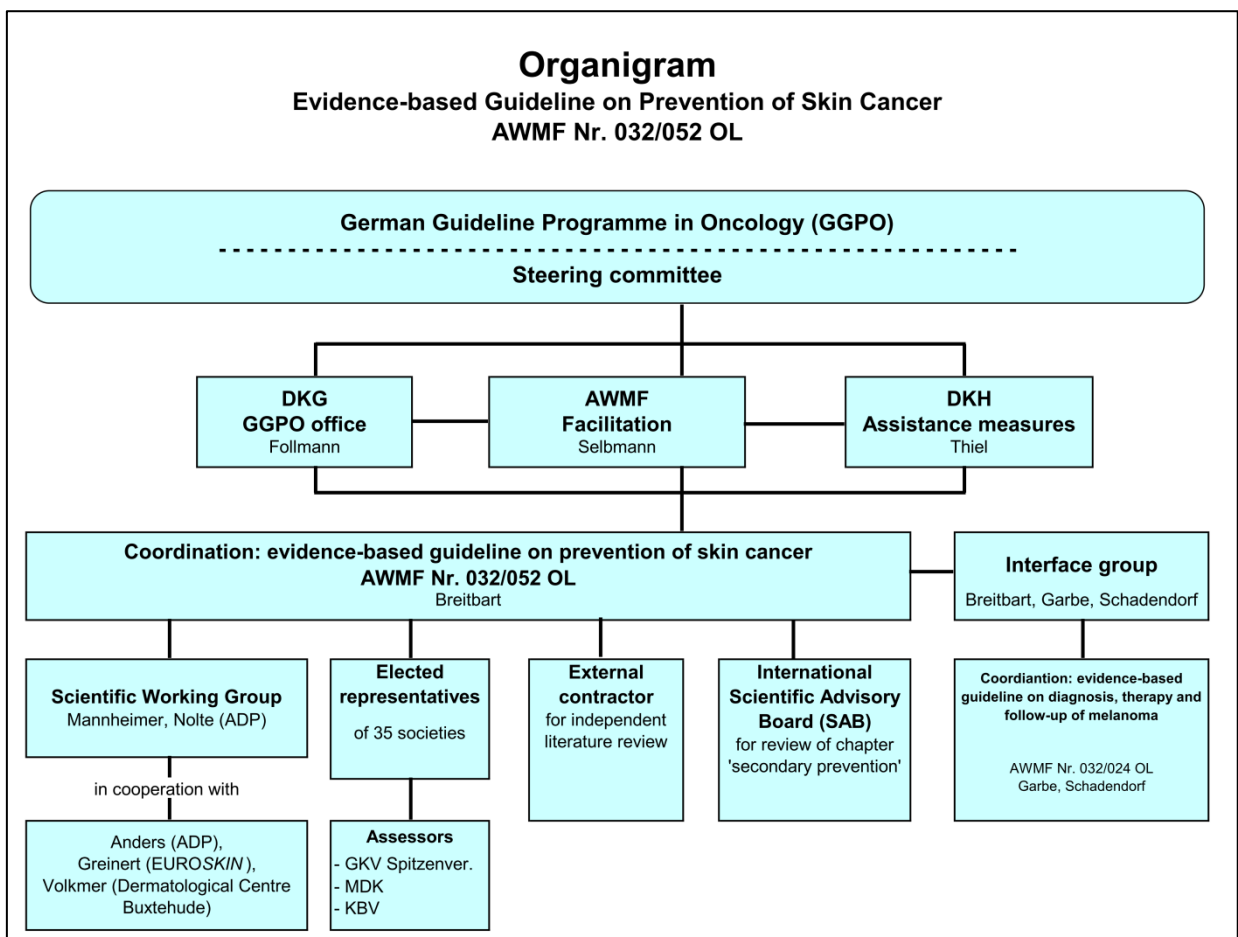 Organigram
Evidence-based Guideline on Prevention of Skin Cancer
AWMF Nr. 032/052 OL
German Guideline Programme in Oncology (GGPO)
Steering committee
DKG
GGPO office
Follmann
AWMF
Facilitation
Selbmann
DKH
Assistance measures
Thiel
Coordination: evidence-based guideline on prevention of skin cancer
AWMF Nr. 032/052 OL
Breitbart
Interface group
Breitbart, Garbe, Schadendorf
Scientific Working Group
Mannheimer, Nolte (ADP)
in cooperation with
Anders (ADP),
Greinert (EUROSKIN),
Volkmer (Dermatological Centre
Buxtehude)
Elected
representatives
of 35 societies
Assessors
- GKV Spitzenver.
- MDK
- KBV
External
contractor
for independent
literature review
International
Scientific Advisory
Board (SAB)
for review of chapter
'secondary prevention'
Coordiantion: evidence-based
guideline on diagnosis, therapy and
follow-up of melanoma
AWMF Nr. 032/024 OL
Garbe, Schadendorf